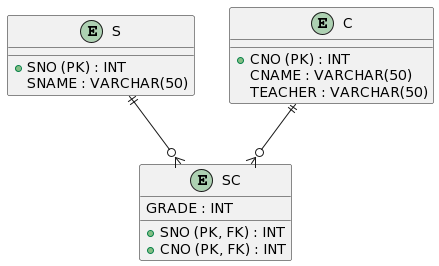 E S
SNO (PK) : INT
SNAME : VARCHAR(50)
E C
CNO (PK) : INT
CNAME : VARCHAR(50)
TEACHER : VARCHAR(50)
E SC
GRADE : INT
SNO (PK, FK) : INT
CNO (PK, FK) : INT